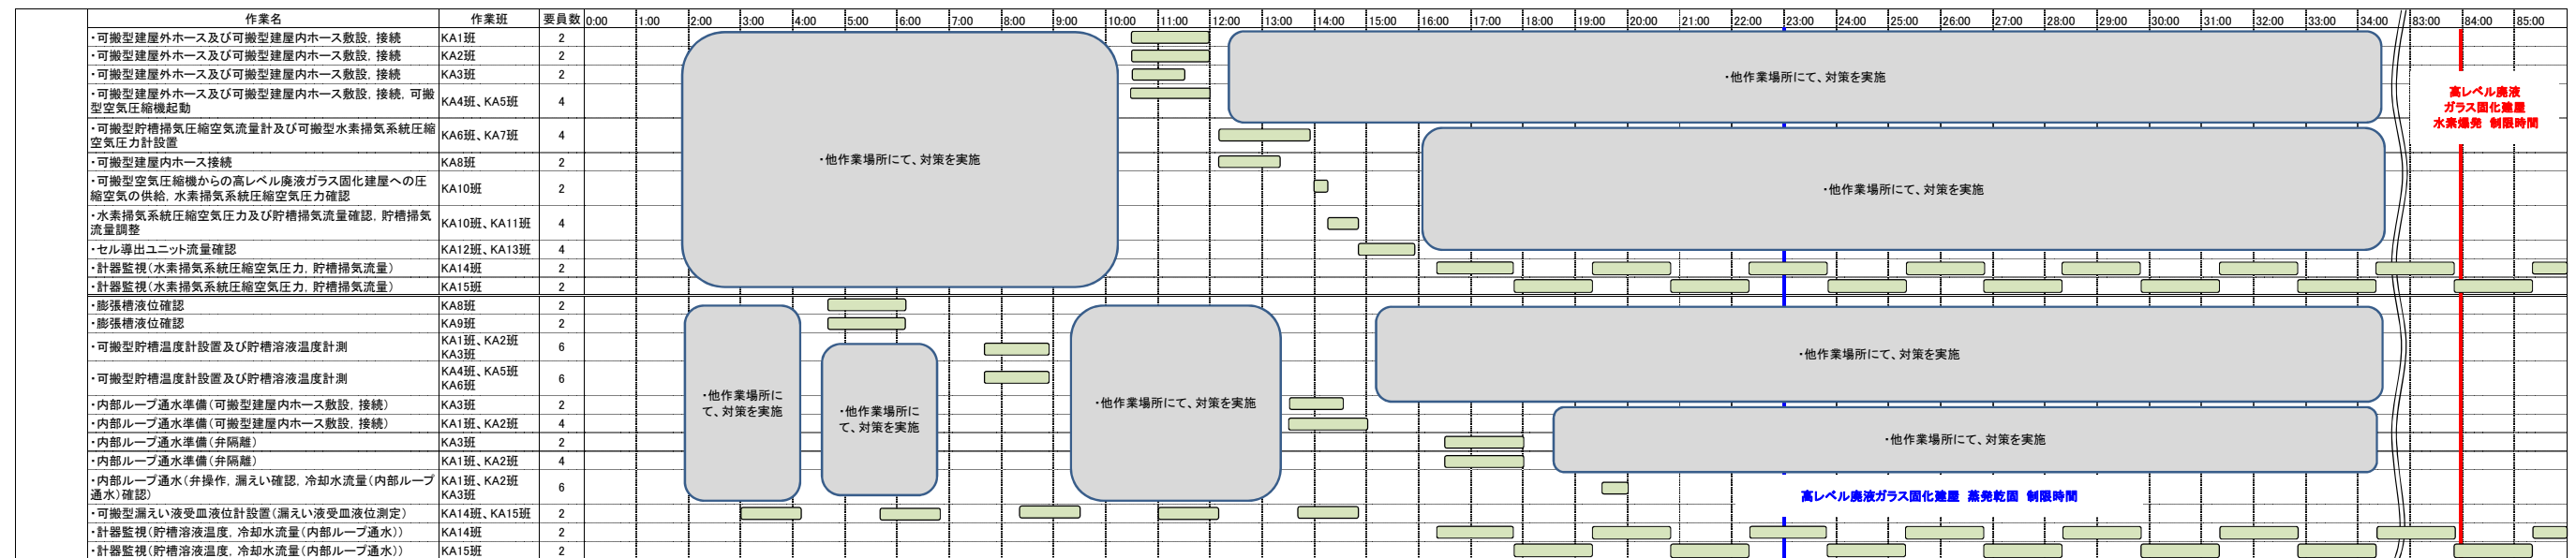 作業名 作業班 要員数 0:00 1:00 2:00 3:00 4:00 5:00 6:00 7:00 8:00 9:00 10:00 11:00 12:00 13:00 14:00 15:00 16:00 17:00 18:00 19:00 20:00 21:00 22:00 23:00 24:00 25:00 26:00 27:00 28:00 29:00 30:00 31:00 32:00 33:00 34:00 83:00 84:00 85:00
・可搬型建屋外ホース及び可搬型建屋内ホース敷設，接続 KA1班 2
・可搬型建屋外ホース及び可搬型建屋内ホース敷設，接続 KA2班 2
・可搬型建屋外ホース及び可搬型建屋内ホース敷設，接続 KA3班 2
・可搬型建屋外ホース及び可搬型建屋内ホース敷設，接続，可搬
型空気圧縮機起動 KA4班、KA5班 4
・可搬型貯槽掃気圧縮空気流量計及び可搬型水素掃気系統圧縮
空気圧力計設置 KA6班、KA7班 4
・可搬型建屋内ホース接続 KA8班 2
・可搬型空気圧縮機からの高レベル廃液ガラス固化建屋への圧
縮空気の供給，水素掃気系統圧縮空気圧力確認 KA10班 2
・水素掃気系統圧縮空気圧力及び貯槽掃気流量確認，貯槽掃気
流量調整 KA10班、KA11班 4
・セル導出ユニット流量確認 KA12班、KA13班 4
・計器監視（水素掃気系統圧縮空気圧力，貯槽掃気流量） KA14班 2
・計器監視（水素掃気系統圧縮空気圧力，貯槽掃気流量） KA15班 2
・他作業場所にて、対策を実施
・他作業場所にて、対策を実施
・他作業場所にて、対策を実施
高レベル廃液
ガラス固化建屋
水素爆発 制限時間
・膨張槽液位確認 KA8班 2
・膨張槽液位確認 KA9班 2
・可搬型貯槽温度計設置及び貯槽溶液温度計測 KA1班、KA2班
KA3班 6
・可搬型貯槽温度計設置及び貯槽溶液温度計測 KA4班、KA5班
KA6班 6
・内部ループ通水準備（可搬型建屋内ホース敷設，接続） KA3班 2
・内部ループ通水準備（可搬型建屋内ホース敷設，接続） KA1班、KA2班 4
・内部ループ通水準備（弁隔離） KA3班 2
・内部ループ通水準備（弁隔離） KA1班、KA2班 4
・内部ループ通水（弁操作，漏えい確認，冷却水流量（内部ループ
通水）確認） KA1班、KA2班
KA3班 6
・可搬型漏えい液受皿液位計設置（漏えい液受皿液位測定） KA14班、KA15班 2
・計器監視（貯槽溶液温度，冷却水流量（内部ループ通水）） KA14班 2
・計器監視（貯槽溶液温度，冷却水流量（内部ループ通水）） KA15班 2
・他作業場所に
て、対策を実施
・他作業場所に
て、対策を実施
・他作業場所にて、対策を実施
・他作業場所にて、対策を実施
・他作業場所にて、対策を実施
高レベル廃液ガラス固化建屋 蒸発乾固 制限時間